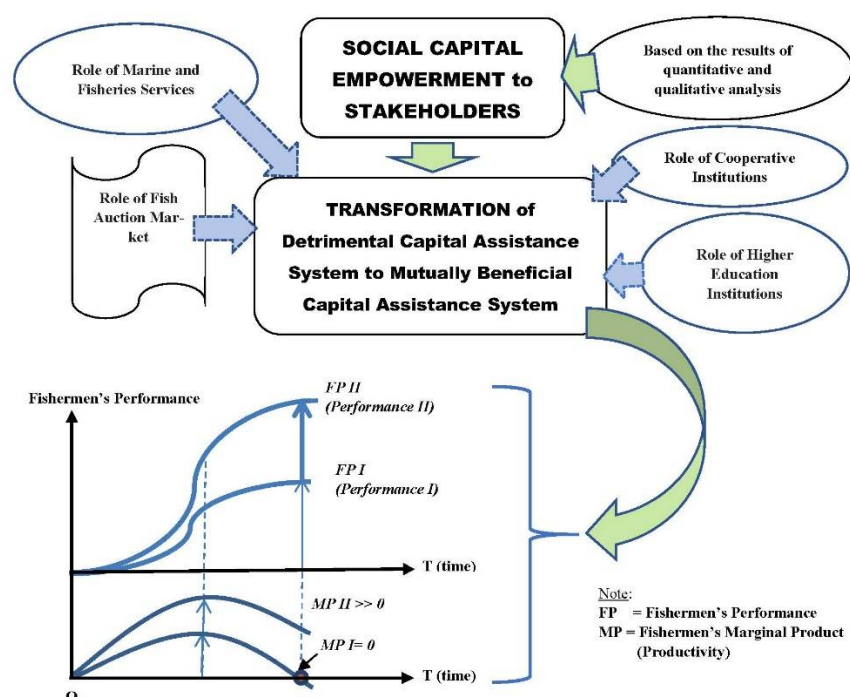 Role of Marine and
Fisheries Services
SOCIAL CAPITAL
EMPOWERMENT to
STAKEHOLDERS
Based on the results of
quantitative and
qualitative analysis
Role of Fish
Auction Mar-
ket
TRANSFORMATION of
Detrimental Capital Assistance
System to Mutually Beneficial
Capital Assistance System
Role of Cooperative
Institutions
Role of Higher
Education
Institutions
Fishermen's Performance
FP II
(Performance II)
FP I
(Performance I)
T (time)
MP II >> 0
MP I= 0
T (time)
Note:
FP = Fishermen's Performance
MP = Fishermen's Marginal Product
(Productivity)